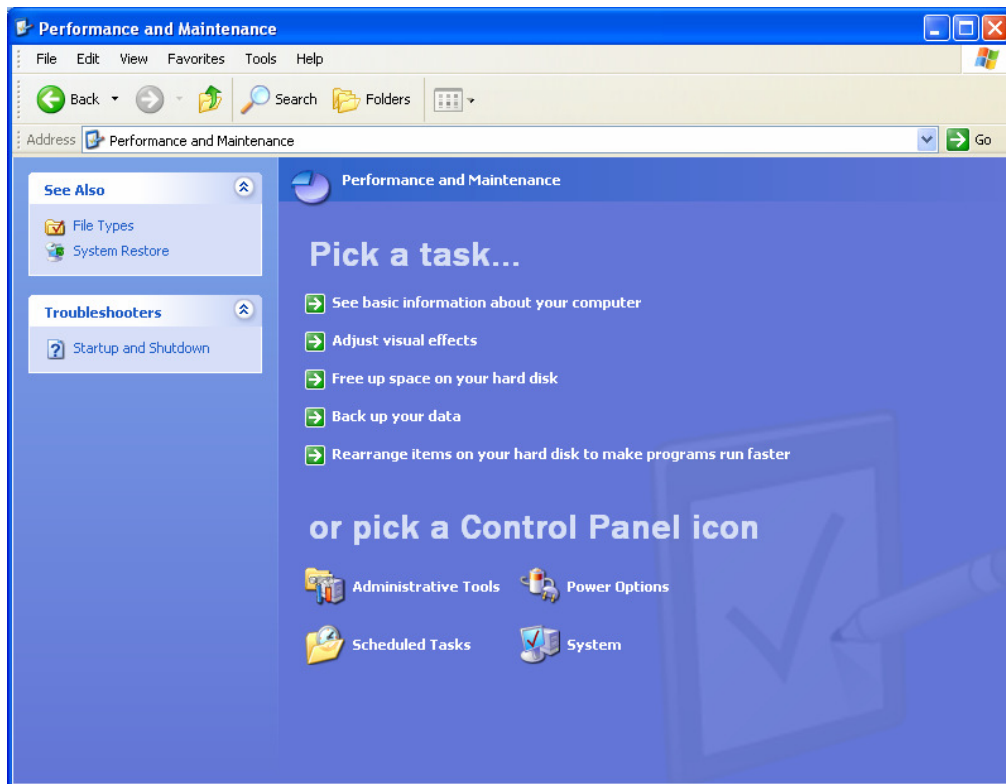 Performance and Maintenance
File Edit View Favorites Tools Help
Back Search Folders
Address Performance and Maintenance Go
See Also
File Types
System Restore
Troubleshooters
Startup and Shutdown
Performance and Maintenance
Pick a task...
See basic information about your computer
Adjust visual effects
Free up space on your hard disk
Back up your data
Rearrange items on your hard disk to make programs run faster
or pick a Control Panel icon
Administrative Tools Power Options
Scheduled Tasks System